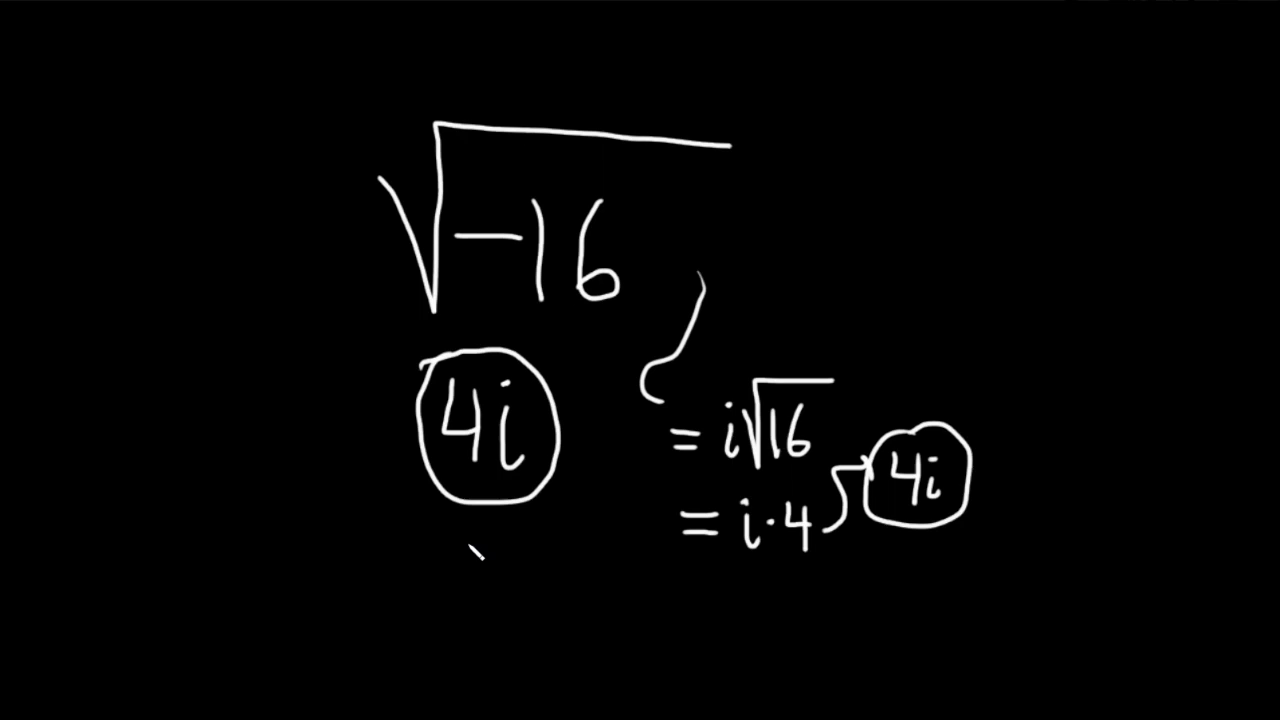 √-16
4i
= i√16
= i·4
4i